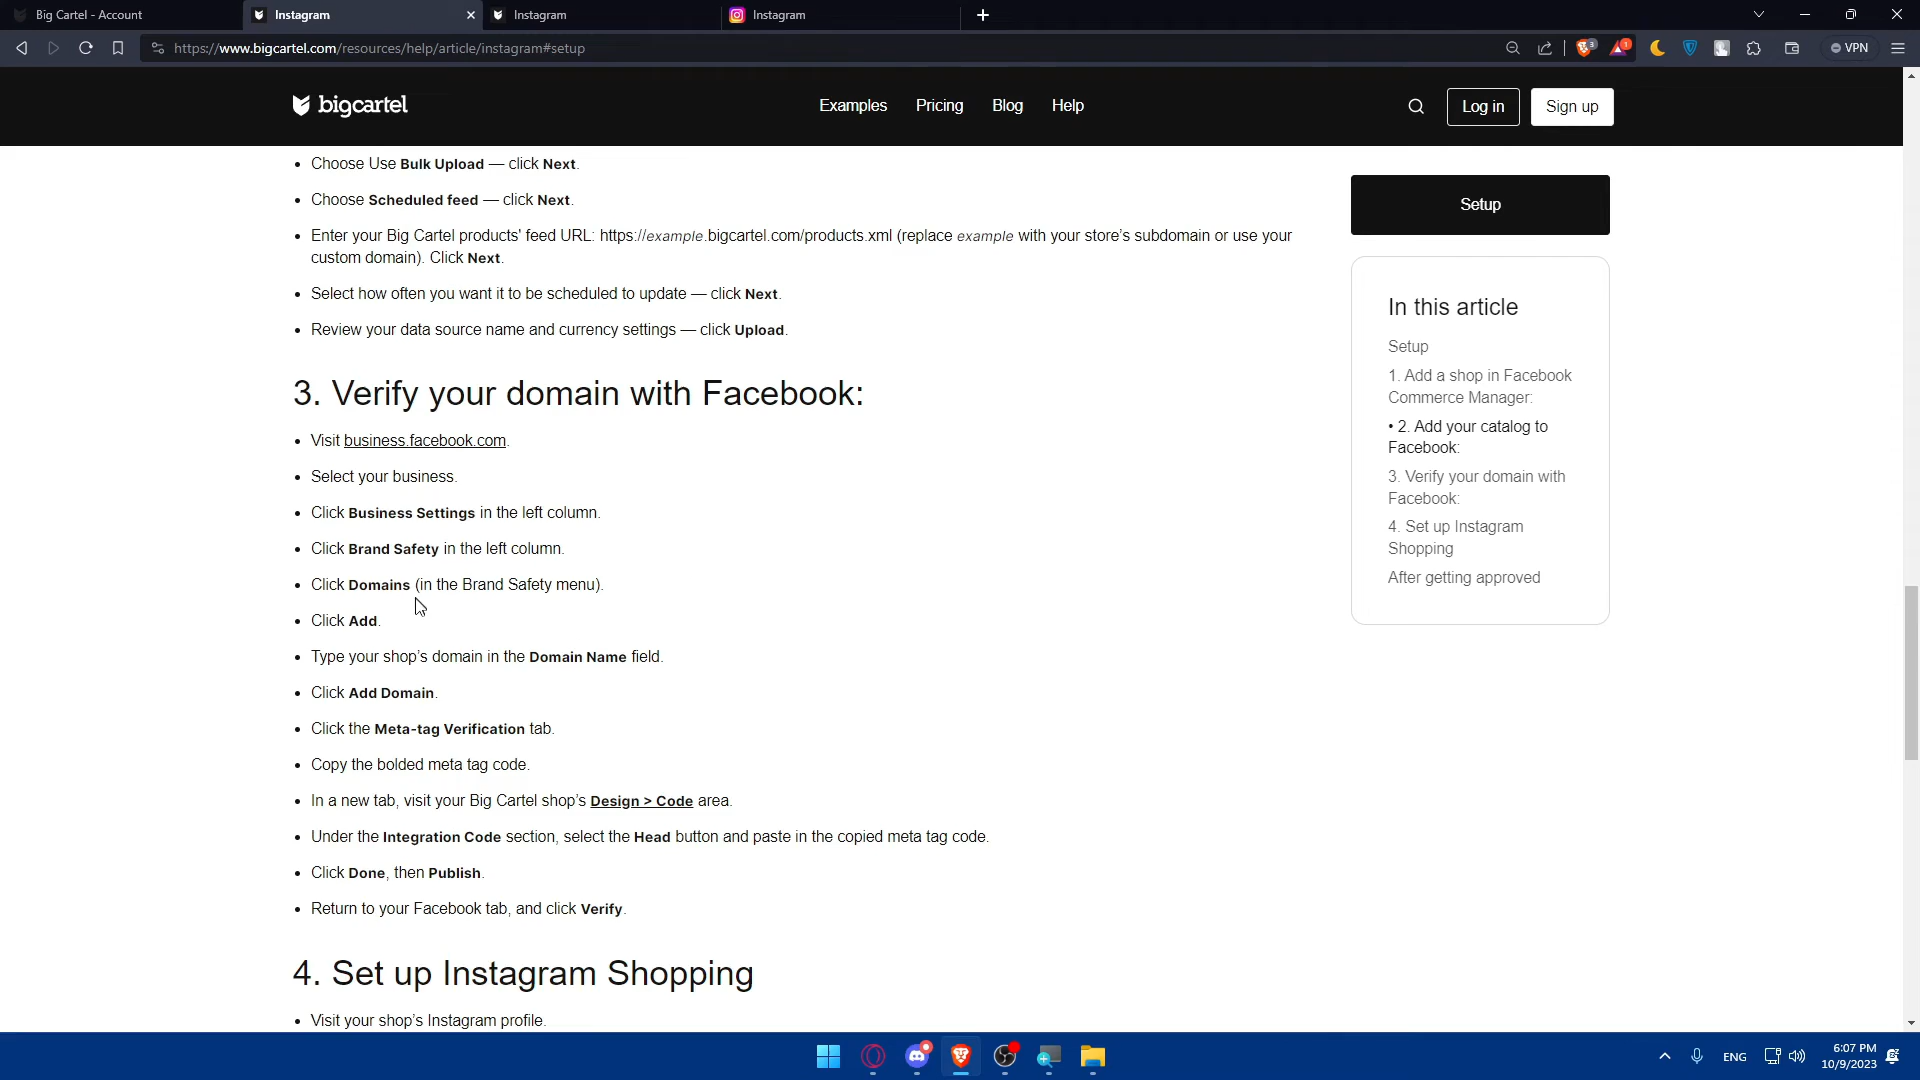 Big Cartel - Account
Instagram
Instagram
Instagram
https://www.bigcartel.com/resources/help/article/instagram#setup
3
1
VPN
bigcartel
Examples
Pricing
Blog
Help
Log in
Sign up
• Choose Use Bulk Upload — click Next.
• Choose Scheduled feed — click Next.
• Enter your Big Cartel products' feed URL: https://example.bigcartel.com/products.xml (replace example with your store's subdomain or use your
custom domain). Click Next.
• Select how often you want it to be scheduled to update — click Next.
• Review your data source name and currency settings — click Upload.
3. Verify your domain with Facebook:
• Visit business.facebook.com.
• Select your business.
• Click Business Settings in the left column.
• Click Brand Safety in the left column.
• Click Domains (in the Brand Safety menu).
• Click Add.
• Type your shop's domain in the Domain Name field.
• Click Add Domain.
• Click the Meta-tag Verification tab.
• Copy the bolded meta tag code.
• In a new tab, visit your Big Cartel shop's Design > Code area.
• Under the Integration Code section, select the Head button and paste in the copied meta tag code.
• Click Done, then Publish.
• Return to your Facebook tab, and click Verify.
4. Set up Instagram Shopping
• Visit your shop's Instagram profile.
Setup
In this article
Setup
1. Add a shop in Facebook
Commerce Manager:
• 2. Add your catalog to
Facebook:
3. Verify your domain with
Facebook:
4. Set up Instagram
Shopping
After getting approved
ENG
6:07 PM
10/9/2023